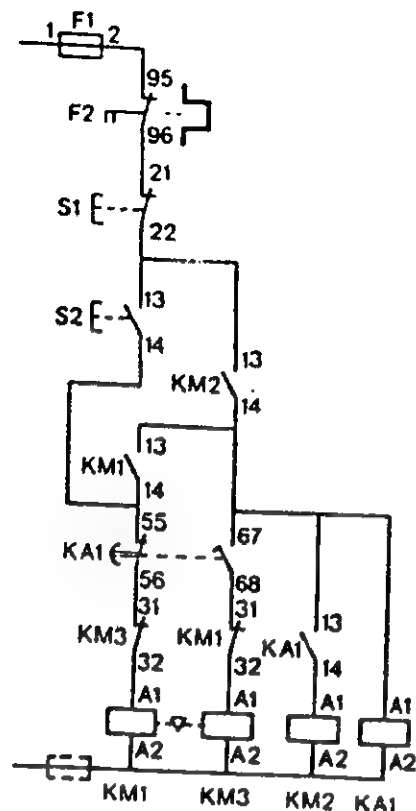 F1
1 2
95
F2
96
21
S1
22
13 
S2
14
13
KM2
14
13
KM1
14
55 67
KA1
56 68
31 31
KM3 KM1 13
KA1
32 32 14
A1 A1 A1 A1
A2 A2 A2 A2
KM1 KM3 KM2 KA1